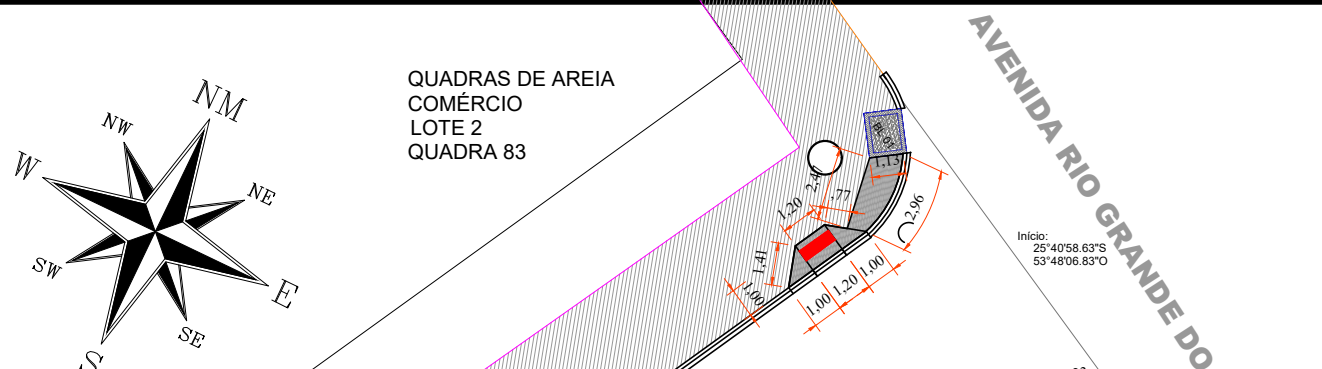 NM
NW
W
NE
SW
E
SE
S
QUADRAS DE AREIA
COMÉRCIO
LOTE 2
QUADRA 83
AVENIDA RIO GRANDE DO
1,13
,77
1,20
2,96
1,41
1,00
1,00
1,20
1,00
Início:
25°40'58.63"S
53°48'06.83"O